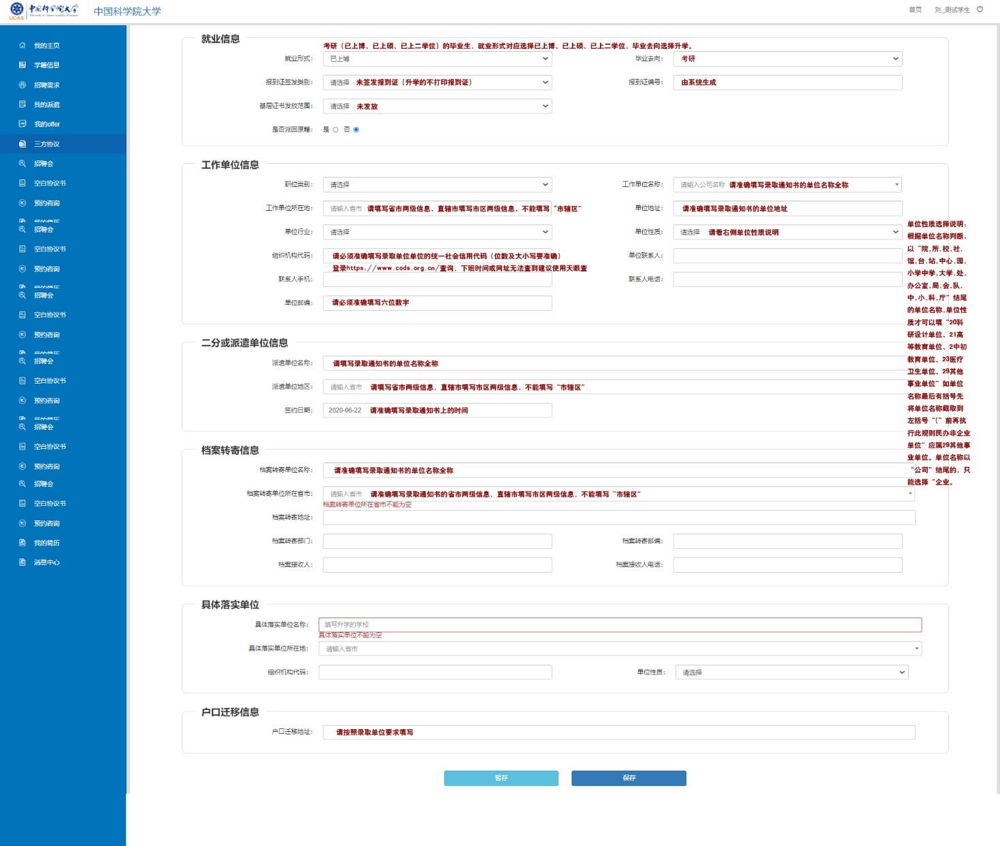 中国科学院大学
University of Chinese Academy of Sciences
UCAS
中国科学院大学
首页
刘_测试学生
我的主页
学籍信息
招聘需求
我的派遣
我的offer
三方协议
招聘会
空白协议书
预约咨询
我的简历
招聘会
空白协议书
预约咨询
我的简历
招聘会
空白协议书
预约咨询
我的简历
招聘会
空白协议书
预约咨询
我的简历
招聘会
空白协议书
预约咨询
招聘会
空白协议书
预约咨询
我的简历
消息中心
就业信息
考研（已上博、已上硕、已上二学位）的毕业生，就业形式对应选择已上博、已上硕、已上二学位，毕业去向选择升学。
就业形式： 已上博
毕业去向： 考研
报到证签发类别： 请选择 未签发报到证（升学的不打印报到证）
报到证编号： 由系统生成
基层证书发放范围： 请选择 未发放
是否派回原籍： 是 否
工作单位信息
职位类别： 请选择
工作单位名称： 请输入公司名称 请准确填写录取通知书的单位名称全称
工作单位所在地： 请输入省市 请填写省市两级信息，直辖市填写市区两级信息，不能填写“市辖区”
单位地址： 请准确填写录取通知书的单位地址
单位行业： 请选择
单位性质： 请选择 请看右侧单位性质说明
组织机构代码： 请必须准确填写录取单位单位的统一社会信用代码（位数及大小写要准确）
登录https://www.cods.org.cn/查询，下班时间或网址无法查到建议使用天眼查
单位联系人：
联系人手机：
联系人电话：
单位邮编： 请必须准确填写六位数字
单位性质选择说明：
根据单位名称判断，
以“院，所，校，社，
馆，台，站，中心，园，
小学中学，大学，处，
办公室，局，会，队，
中，小，科，厅”结尾
的单位名称，单位性
质才可以填“20科
研设计单位、21高
等教育单位、2中初
教育单位、23医疗
卫生单位、29其他
事业单位”如单位
名称最后有括号先
将单位名称截取到
左括号“（”前再执
行此规则民办非企业
单位”应属29其他事
业单位。单位名称以
“公司”结尾的，只
能选择“企业。
二分或派遣单位信息
派遣单位名称： 请填写录取通知书的单位名称全称
派遣单位地区： 请输入省市 请填写省市两级信息，直辖市填写市区两级信息，不能填写“市辖区”
签约日期： 2020-06-22 请准确填写录取通知书上的时间
档案转寄信息
档案转寄单位名称： 请准确填写录取通知书的单位名称全称
档案转寄单位所在省市： 请输入省市 请准确填写录取通知书的省市两级信息，直辖市填写市区两级信息，不能填写“市辖区”
档案转寄单位所在省市不能为空
档案转寄地址：
档案转寄部门：
档案转寄邮编：
档案接收人：
档案接收人电话：
具体落实单位
具体落实单位名称： 填写升学的学校
具体落实单位不能为空
具体落实单位所在地： 请输入省市
组织机构代码：
单位性质： 请选择
户口迁移信息
户口迁移地址： 请按照录取单位要求填写
暂存
保存